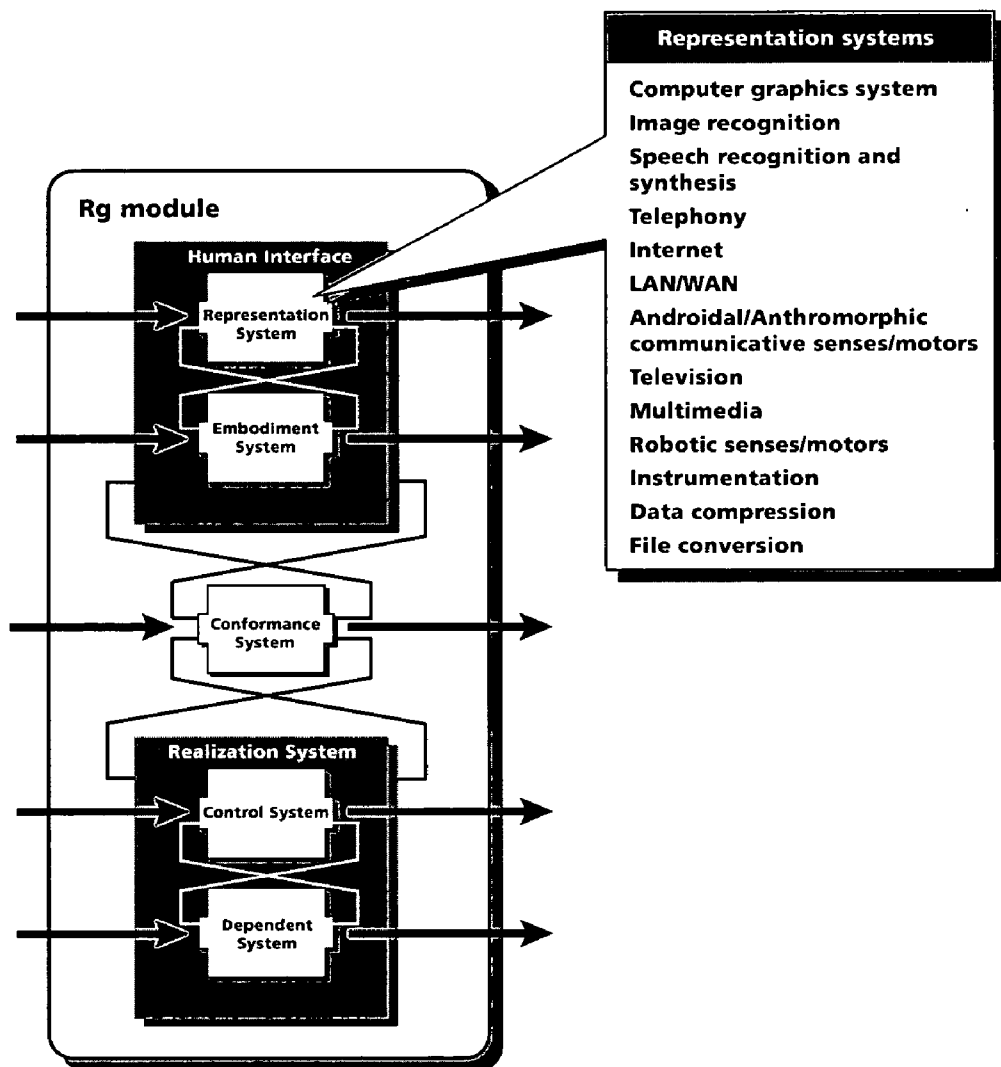 Representation systems
Computer graphics system
Image recognition
Speech recognition and
synthesis
Telephony
Internet
LAN/WAN
Androidal/Anthromorphic
communicative senses/motors
Television
Multimedia
Robotic senses/motors
Instrumentation
Data compression
File conversion
Rg module
Human Interface
Representation
System
Embodiment
System
Conformance
System
Realization System
Control System
Dependent
System